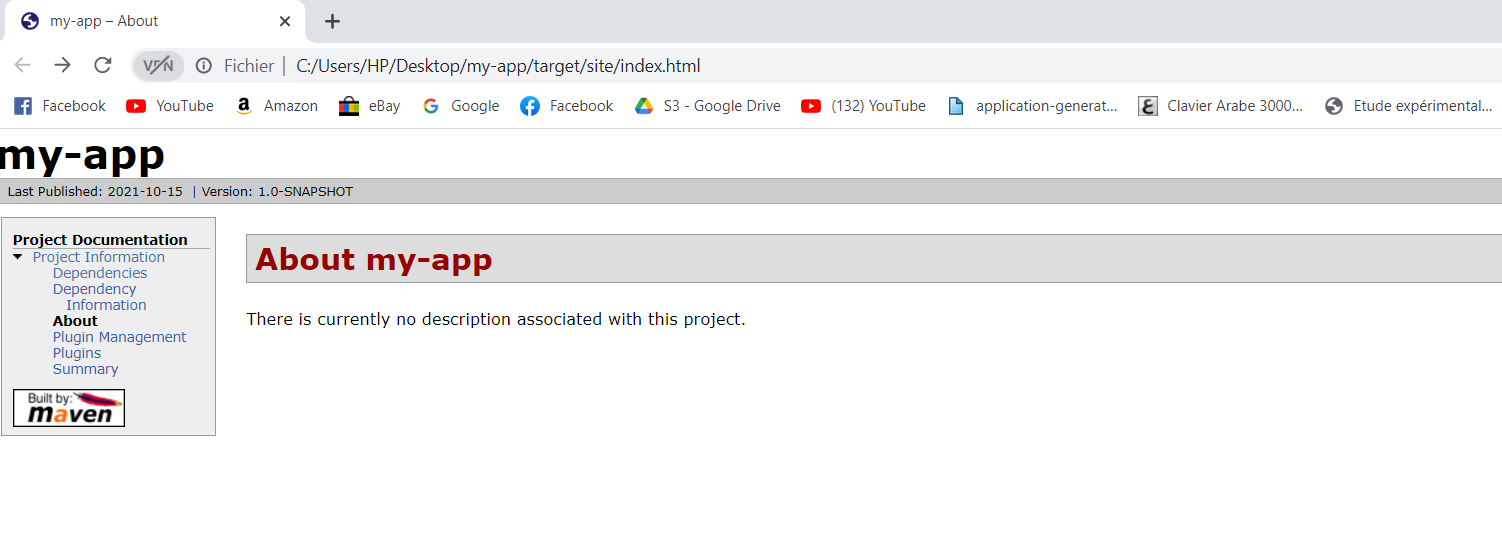 my-app – About
VPN Fichier | C:/Users/HP/Desktop/my-app/target/site/index.html
Facebook YouTube Amazon eBay Google Facebook S3 - Google Drive (132) YouTube application-generat... Clavier Arabe 3000... Etude expérimental...
my-app
Last Published: 2021-10-15 | Version: 1.0-SNAPSHOT
Project Documentation
Project Information
Dependencies
Dependency
Information
About
Plugin Management
Plugins
Summary
Built by:
maven
About my-app
There is currently no description associated with this project.